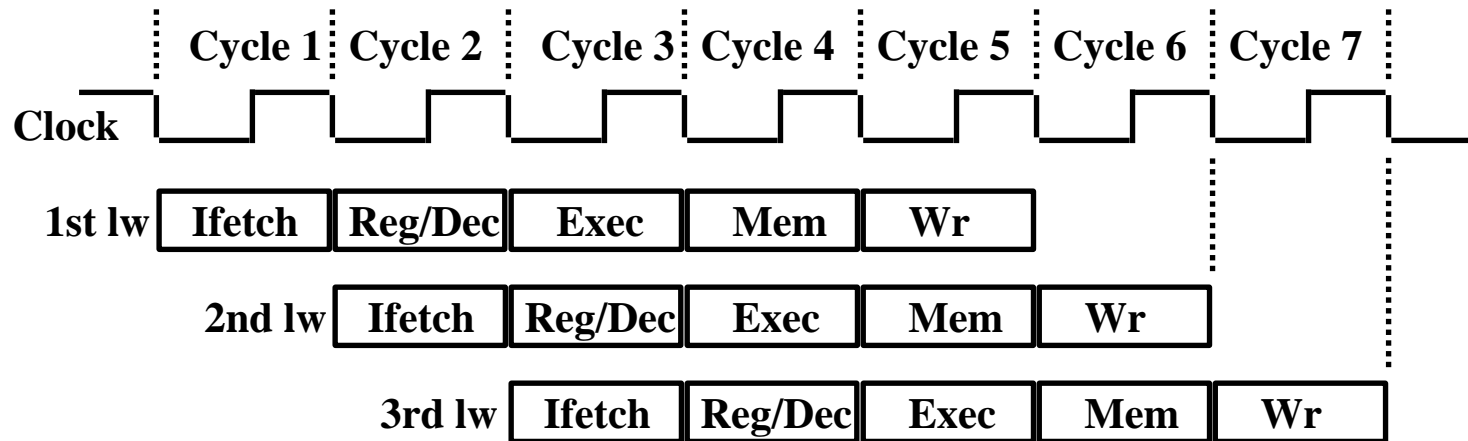 Cycle 1 Cycle 2 Cycle 3 Cycle 4 Cycle 5 Cycle 6 Cycle 7
Clock
1st lw Ifetch Reg/Dec Exec Mem Wr
2nd lw Ifetch Reg/Dec Exec Mem Wr
3rd lw Ifetch Reg/Dec Exec Mem Wr